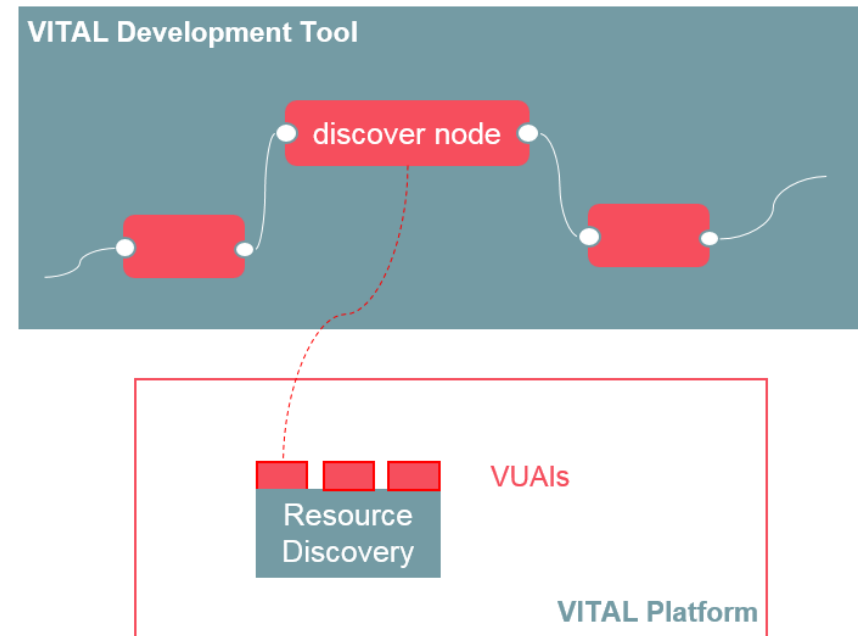 VITAL Development Tool
discover node
VUAIs
Resource
Discovery
VITAL Platform